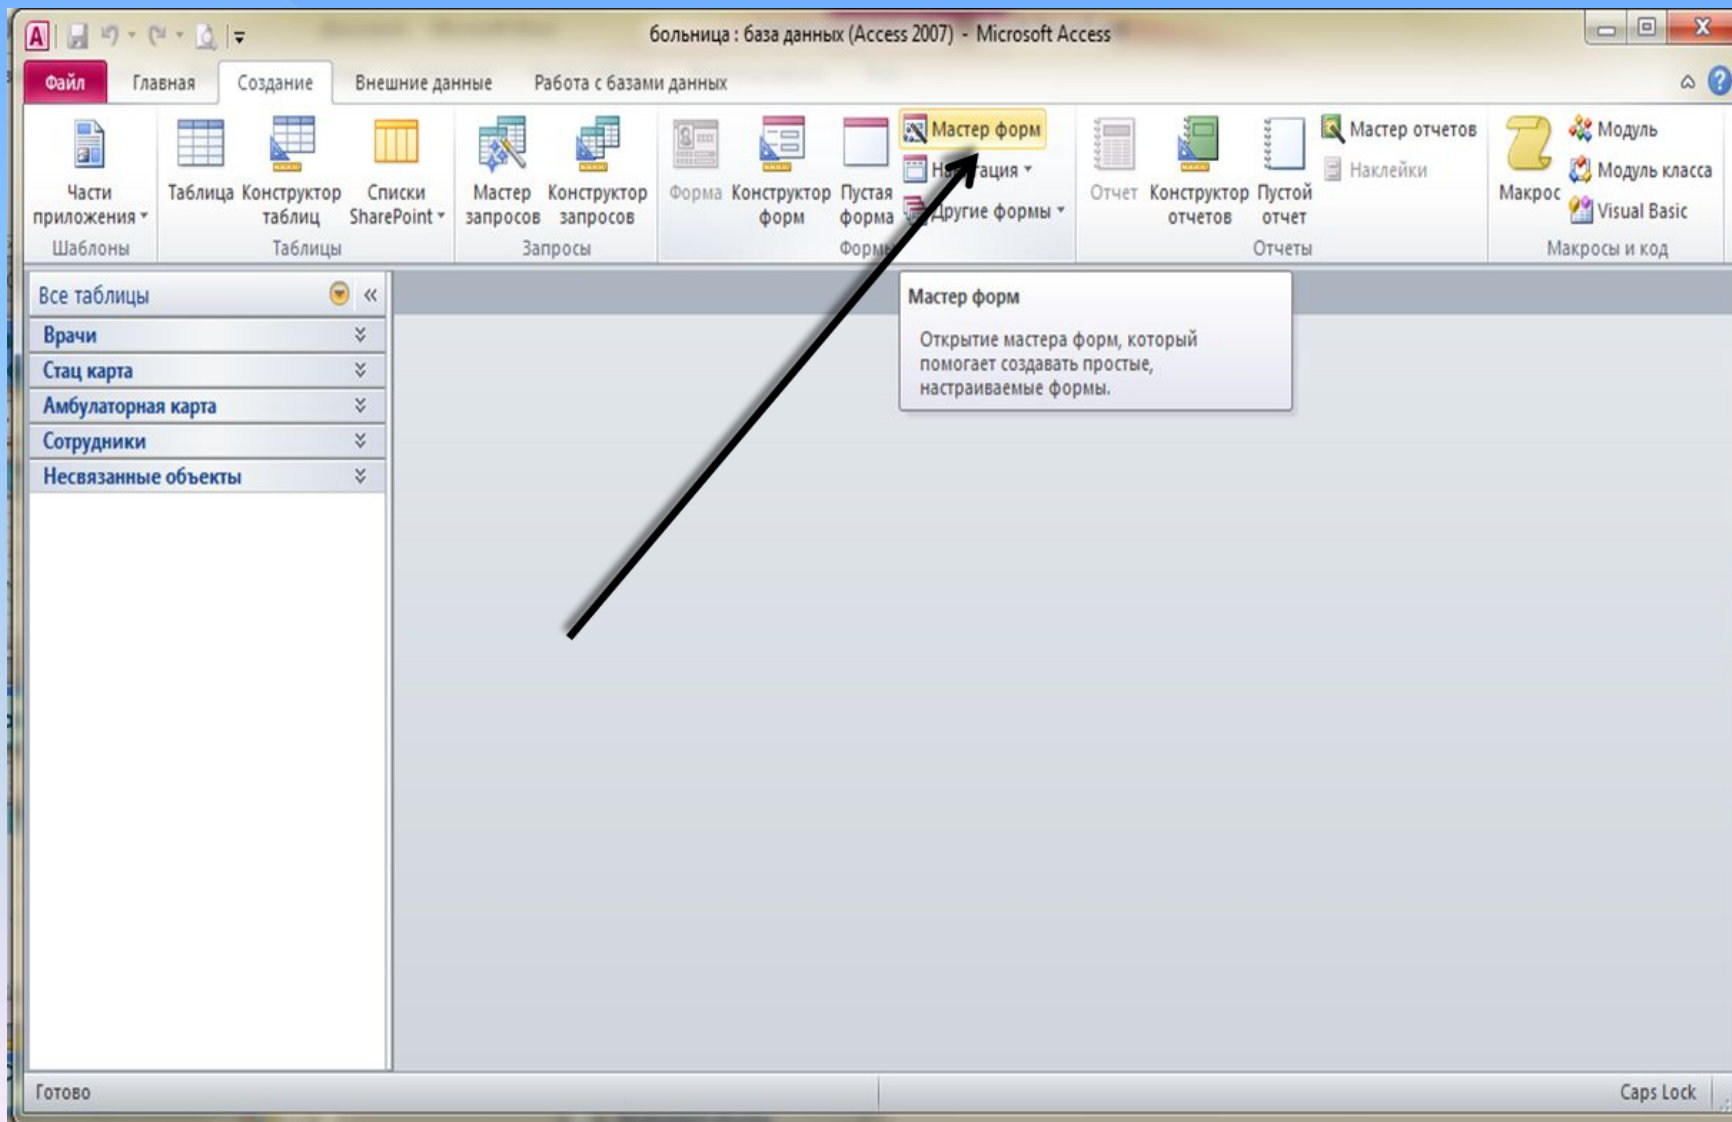 больница : база данных (Access 2007) - Microsoft Access
Файл Главная Создание Внешние данные Работа с базами данных
Части приложения
Таблица
Конструктор таблиц
Списки SharePoint
Мастер запросов
Конструктор запросов
Форма
Конструктор форм
Пустая форма
Мастер форм
Другие формы
Отчет
Конструктор отчетов
Пустой отчет
Мастер отчетов
Наклейки
Макрос
Модуль
Модуль класса
Visual Basic
Шаблоны Таблицы Запросы Формы Отчеты Макросы и код
Все таблицы
Врачи
Стац карта
Амбулаторная карта
Сотрудники
Несвязанные объекты
Мастер форм
Открытие мастера форм, который
помогает создавать простые,
настраиваемые формы.
Готово Caps Lock